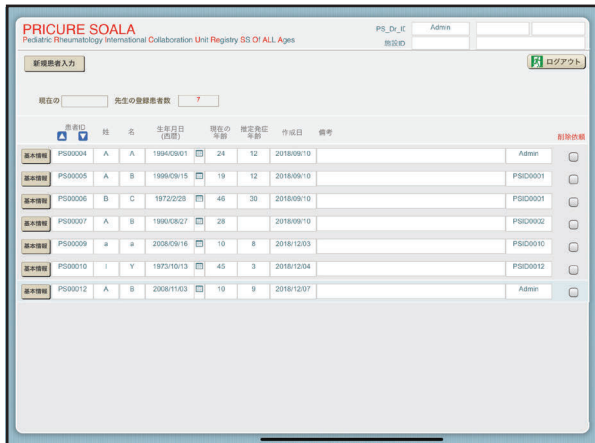 PRICURE SOALA
Pediatric Rheumatology International Collaboration Unit Registry SS Of ALL Ages
PS_Dr_IC Admin
施設ID
新規患者入力
ログアウト
現在の 先生の登録患者数 7
患者ID 姓 名 生年月日(西暦) 現在の年齢 推定発症年齢 作成日 備考 削除依頼
基本情報 PS00004 A A 1994/09/01 24 12 2018/09/10 Admin
基本情報 PS00005 A B 1999/09/15 19 12 2018/09/10 PSID0001
基本情報 PS00006 B C 1972/2/28 46 30 2018/09/10 PSID0001
基本情報 PS00007 A B 1990/08/27 28 2018/09/10 PSID0002
基本情報 PS00009 a a 2008/09/16 10 8 2018/12/03 PSID0010
基本情報 PS00010 I Y 1973/10/13 45 3 2018/12/04 PSID0012
基本情報 PS00012 A B 2008/11/03 10 9 2018/12/07 Admin